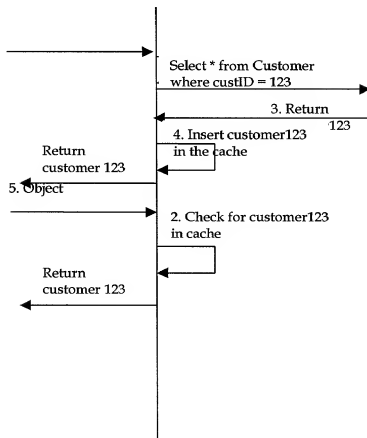 Select * from Customer
where custID = 123
3. Return
123
4. Insert customer123
in the cache
Return
customer 123
5. Object
2. Check for customer123
in cache
Return
customer 123